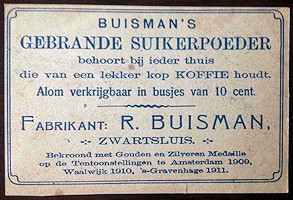 BUISMAN'S
GEBRANDE SUIKERPOEDER
behoort bij ieder thuis
die van een lekker kop KOFFIE houdt.
Alom verkrijgbaar in busjes van 10 cent.
FABRIKANT: R. BUISMAN,
ZWARTSLUIS.
Bekroond met Gouden en Zilveren Medaille
op de Tentoonstellingen te Amsterdam 1909,
Waalwijk 1910, 's-Gravenhage 1911.